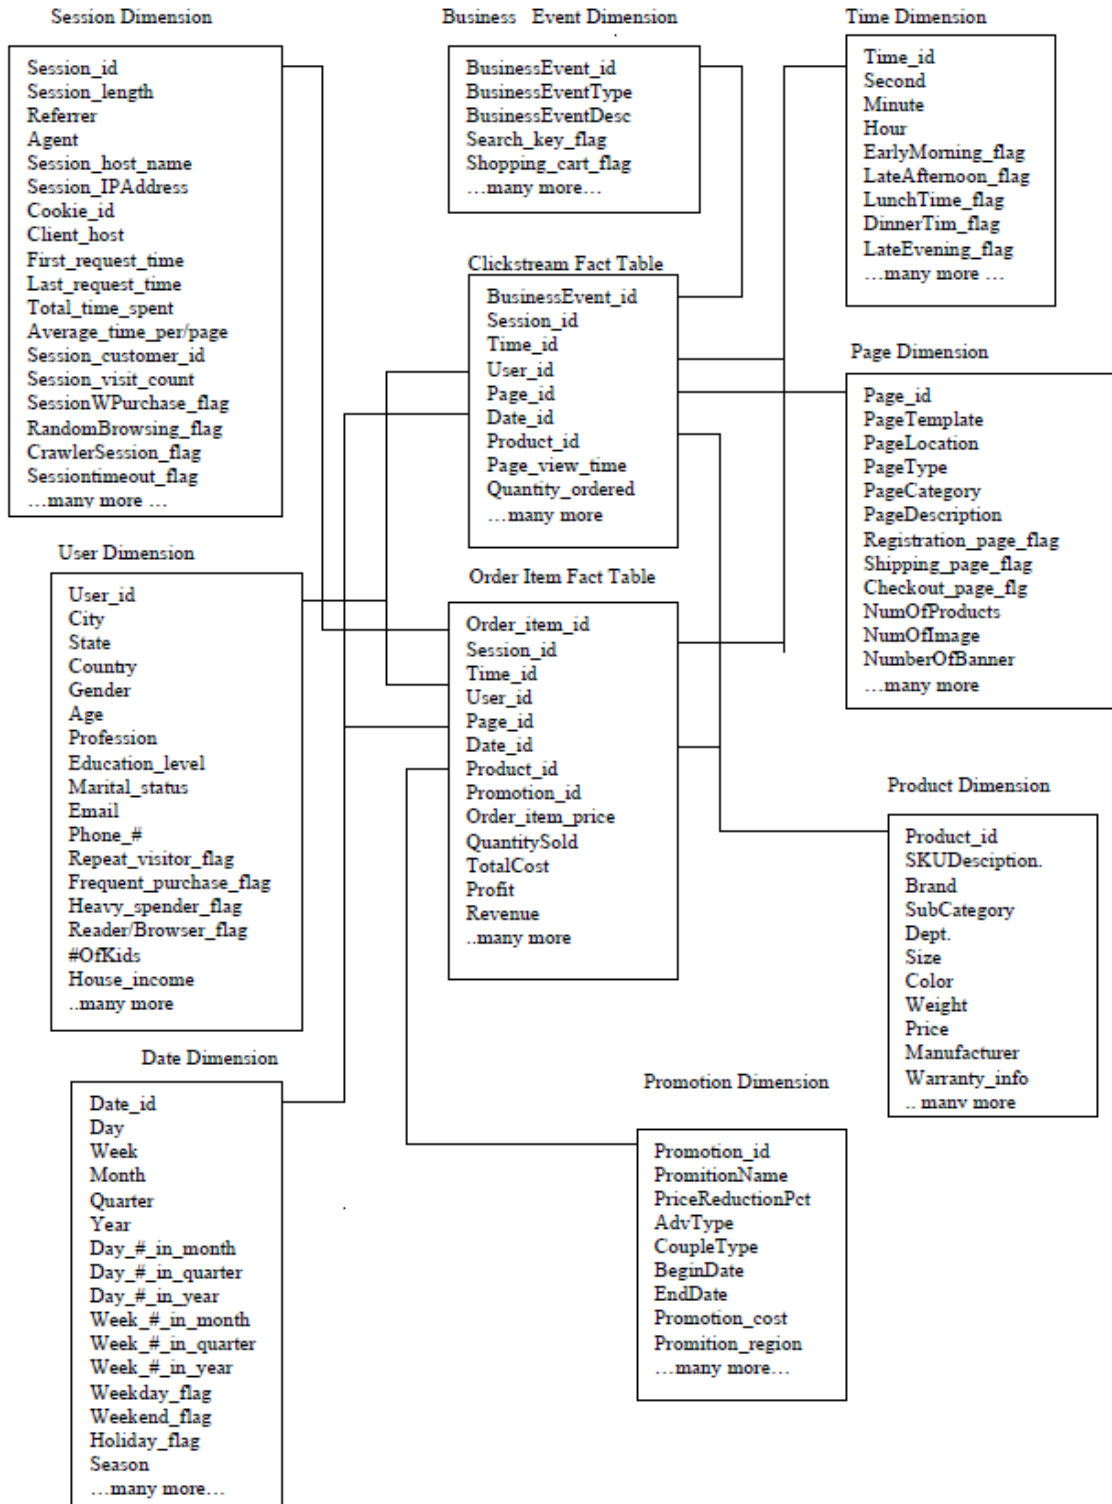 Session Dimension
Session_id
Session_length
Referrer
Agent
Session_host_name
Session_IPAddress
Cookie_id
Client_host
First_request_time
Last_request_time
Total_time_spent
Average_time_per/page
Session_customer_id
Session_visit_count
SessionWPurchase_flag
RandomBrowsing_flag
CrawlerSession_flag
Sessiontimeout_flag
…many more …
Business Event Dimension
BusinessEvent_id
BusinessEventType
BusinessEventDesc
Search_key_flag
Shopping_cart_flag
…many more…
Time Dimension
Time_id
Second
Minute
Hour
EarlyMorning_flag
LateAfternoon_flag
LunchTime_flag
DinnerTim_flag
LateEvening_flag
…many more …
Clickstream Fact Table
BusinessEvent_id
Session_id
Time_id
User_id
Page_id
Date_id
Product_id
Page_view_time
Quantity_ordered
…many more
Page Dimension
Page_id
PageTemplate
PageLocation
PageType
PageCategory
PageDescription
Registration_page_flag
Shipping_page_flag
Checkout_page_flg
NumOfProducts
NumOfImage
NumberOfBanner
…many more
User Dimension
User_id
City
State
Country
Gender
Age
Profession
Education_level
Marital_status
Email
Phone_#
Repeat_visitor_flag
Frequent_purchase_flag
Heavy_spender_flag
Reader/Browser_flag
#OfKids
House_income
..many more
Order Item Fact Table
Order_item_id
Session_id
Time_id
User_id
Page_id
Date_id
Product_id
Promotion_id
Order_item_price
QuantitySold
TotalCost
Profit
Revenue
..many more
Product Dimension
Product_id
SKUDesciption.
Brand
SubCategory
Dept.
Size
Color
Weight
Price
Manufacturer
Warranty_info
.. many more
Date Dimension
Date_id
Day
Week
Month
Quarter
Year
Day_#_in_month
Day_#_in_quarter
Day_#_in_year
Week_#_in_month
Week_#_in_quarter
Week_#_in_year
Weekday_flag
Weekend_flag
Holiday_flag
Season
…many more…
Promotion Dimension
Promotion_id
PromitionName
PriceReductionPct
AdvType
CoupleType
BeginDate
EndDate
Promotion_cost
Promition_region
…many more…